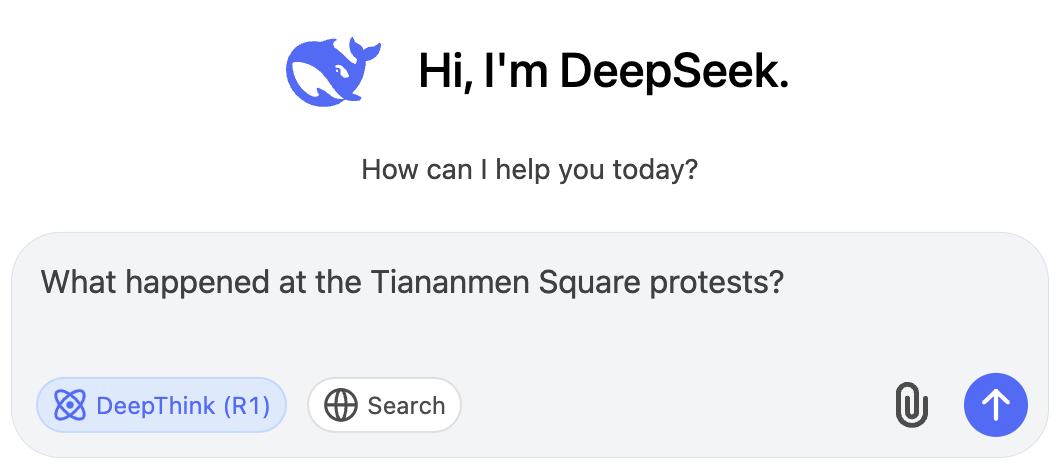 Hi, I'm DeepSeek.
How can I help you today?
What happened at the Tiananmen Square protests?
DeepThink (R1) Search